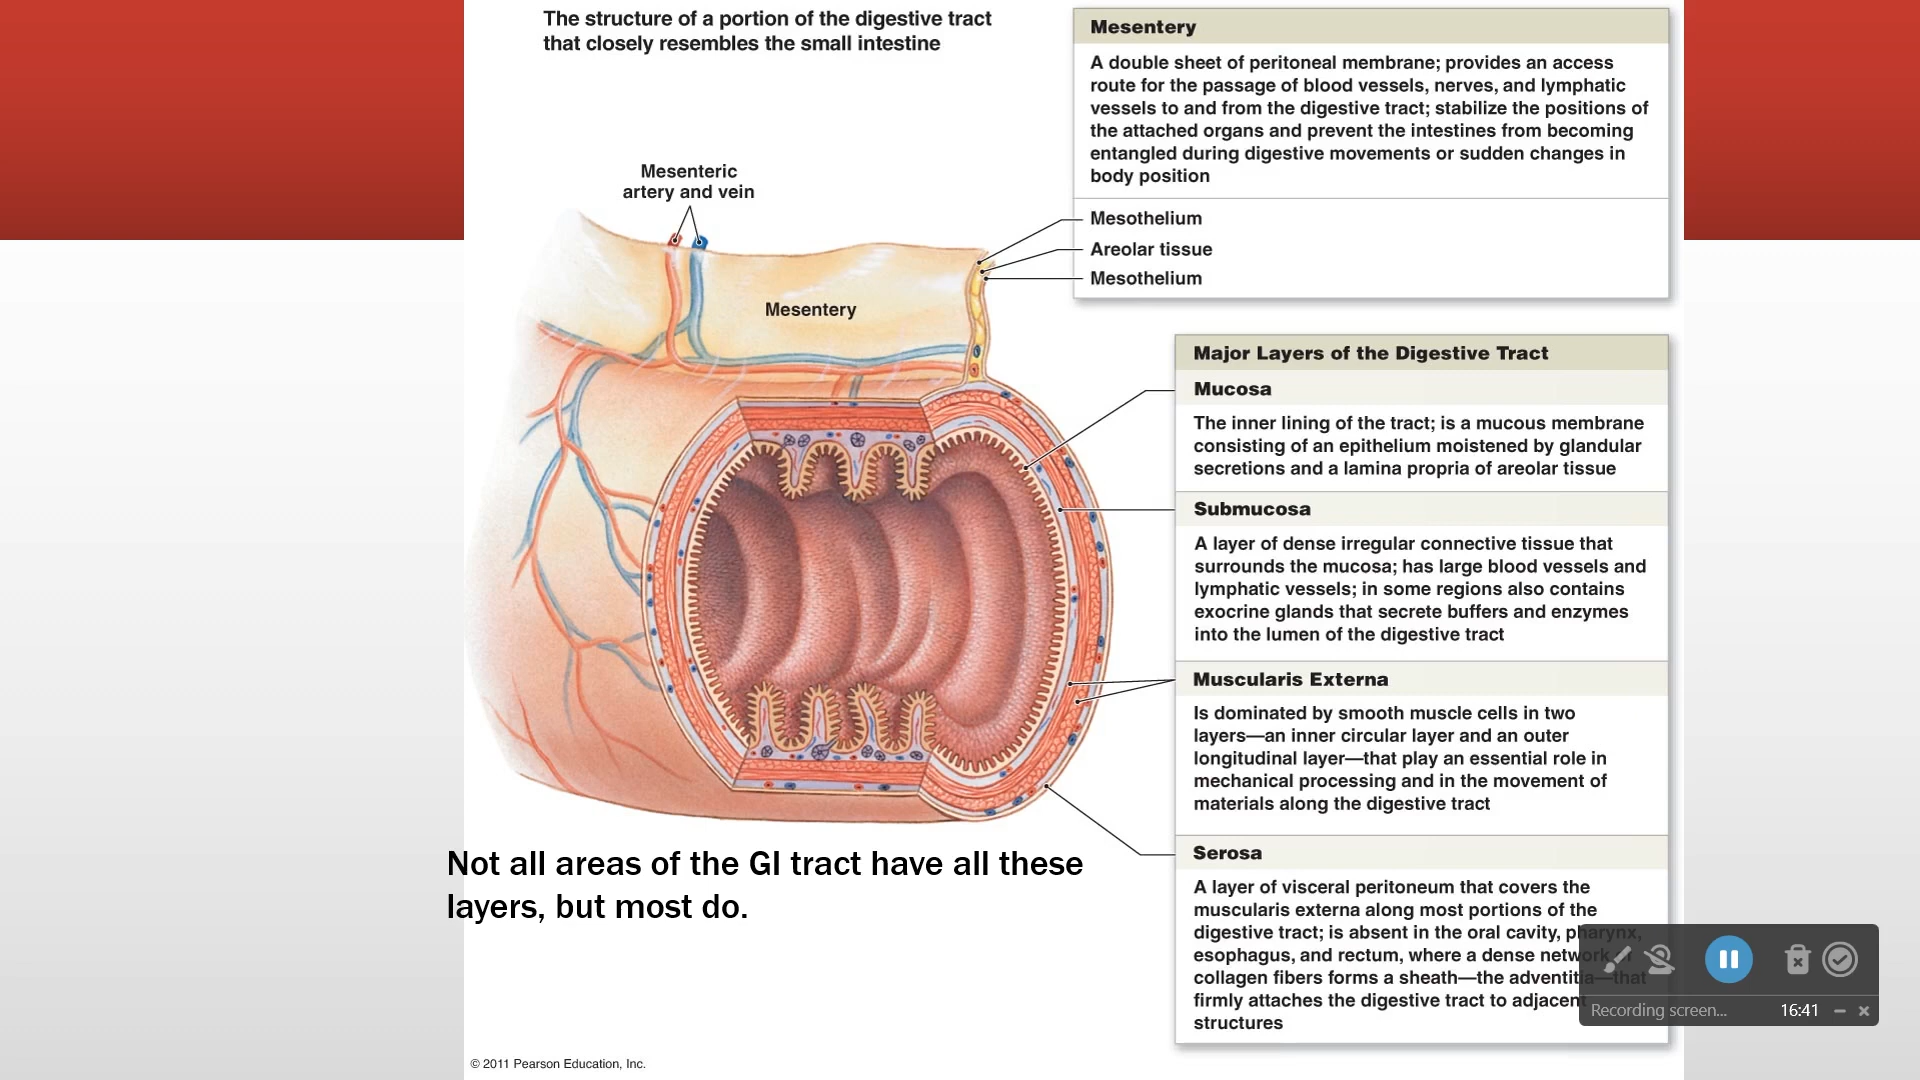 The structure of a portion of the digestive tract
that closely resembles the small intestine
Mesentery
A double sheet of peritoneal membrane; provides an access
route for the passage of blood vessels, nerves, and lymphatic
vessels to and from the digestive tract; stabilize the positions of
the attached organs and prevent the intestines from becoming
entangled during digestive movements or sudden changes in
body position
Mesenteric
artery and vein
Mesothelium
Areolar tissue
Mesothelium
Mesentery
Major Layers of the Digestive Tract
Mucosa
The inner lining of the tract; is a mucous membrane
consisting of an epithelium moistened by glandular
secretions and a lamina propria of areolar tissue
Submucosa
A layer of dense irregular connective tissue that
surrounds the mucosa; has large blood vessels and
lymphatic vessels; in some regions also contains
exocrine glands that secrete buffers and enzymes
into the lumen of the digestive tract
Muscularis Externa
Is dominated by smooth muscle cells in two
layers—an inner circular layer and an outer
longitudinal layer—that play an essential role in
mechanical processing and in the movement of
materials along the digestive tract
Serosa
A layer of visceral peritoneum that covers the
muscularis externa along most portions of the
digestive tract; is absent in the oral cavity, pharynx,
esophagus, and rectum, where a dense network of
collagen fibers forms a sheath—the adventitia—that
firmly attaches the digestive tract to adjacent
structures
Not all areas of the GI tract have all these
layers, but most do.
Recording screen... 16:41
© 2011 Pearson Education, Inc.